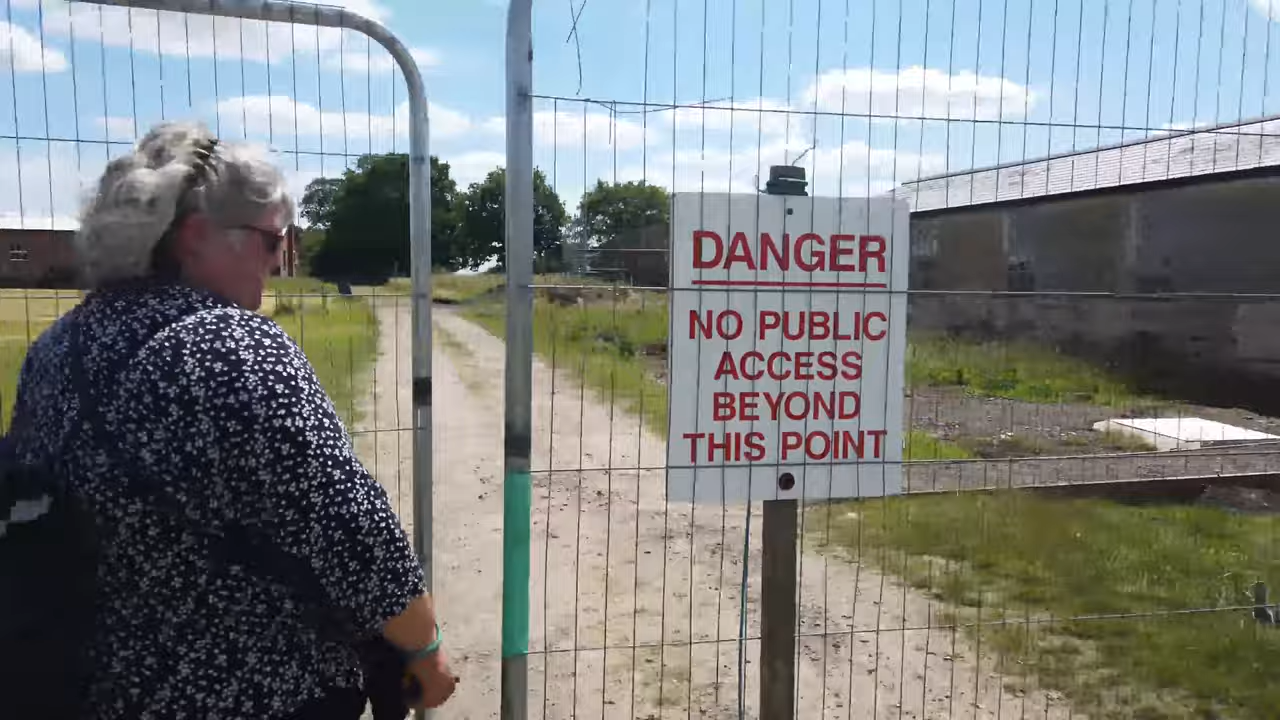 DANGER
NO PUBLIC
ACCESS
BEYOND
THIS POINT